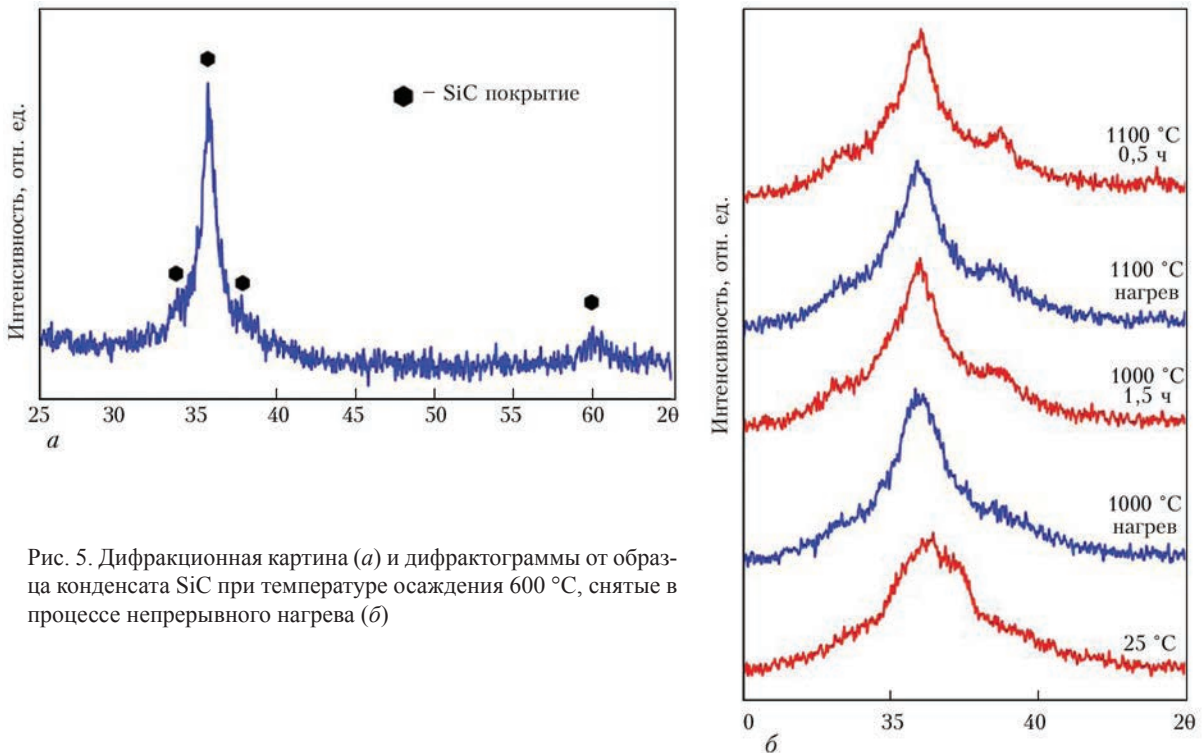 Интенсивность, отн. ед.
– SiC покрытие
25 30 35 40 45 50 55 60 2θ
а
Интенсивность, отн. ед.
1100 °C
0,5 ч
1100 °C
нагрев
1000 °C
1,5 ч
1000 °C
нагрев
25 °C
0 35 40 2θ
б
Рис. 5. Дифракционная картина (а) и дифрактограммы от образ-
ца конденсата SiC при температуре осаждения 600 °C, снятые в
процессе непрерывного нагрева (б)